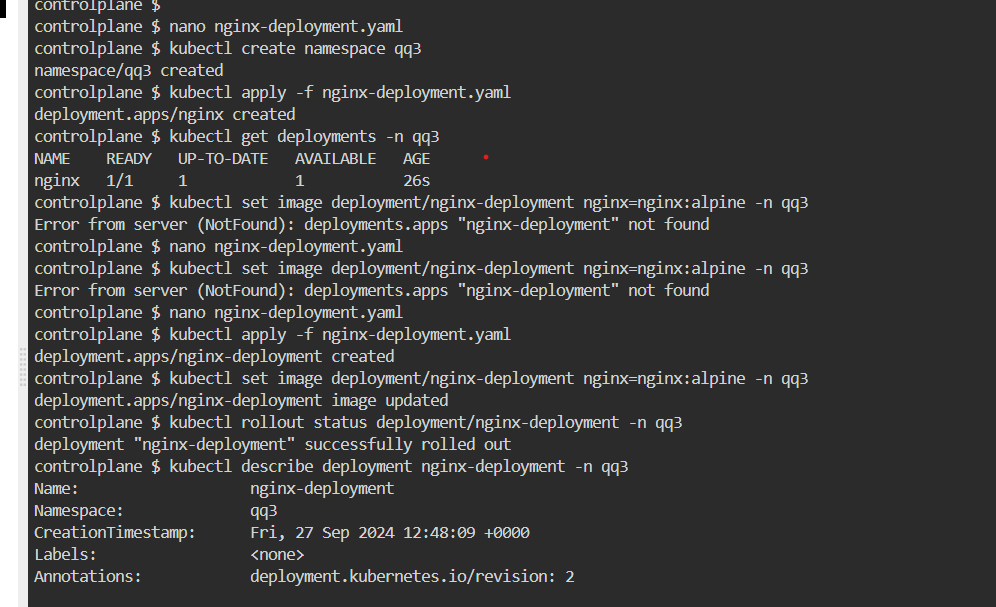 controlplane $
controlplane $ nano nginx-deployment.yaml
controlplane $ kubectl create namespace qq3
namespace/qq3 created
controlplane $ kubectl apply -f nginx-deployment.yaml
deployment.apps/nginx created
controlplane $ kubectl get deployments -n qq3
NAME    READY   UP-TO-DATE   AVAILABLE   AGE
nginx   1/1     1            1           26s
controlplane $ kubectl set image deployment/nginx-deployment nginx=nginx:alpine -n qq3
Error from server (NotFound): deployments.apps "nginx-deployment" not found
controlplane $ nano nginx-deployment.yaml
controlplane $ kubectl set image deployment/nginx-deployment nginx=nginx:alpine -n qq3
Error from server (NotFound): deployments.apps "nginx-deployment" not found
controlplane $ nano nginx-deployment.yaml
controlplane $ kubectl apply -f nginx-deployment.yaml
deployment.apps/nginx-deployment created
controlplane $ kubectl set image deployment/nginx-deployment nginx=nginx:alpine -n qq3
deployment.apps/nginx-deployment image updated
controlplane $ kubectl rollout status deployment/nginx-deployment -n qq3
deployment "nginx-deployment" successfully rolled out
controlplane $ kubectl describe deployment nginx-deployment -n qq3
Name:                   nginx-deployment
Namespace:              qq3
CreationTimestamp:      Fri, 27 Sep 2024 12:48:09 +0000
Labels:                 <none>
Annotations:            deployment.kubernetes.io/revision: 2